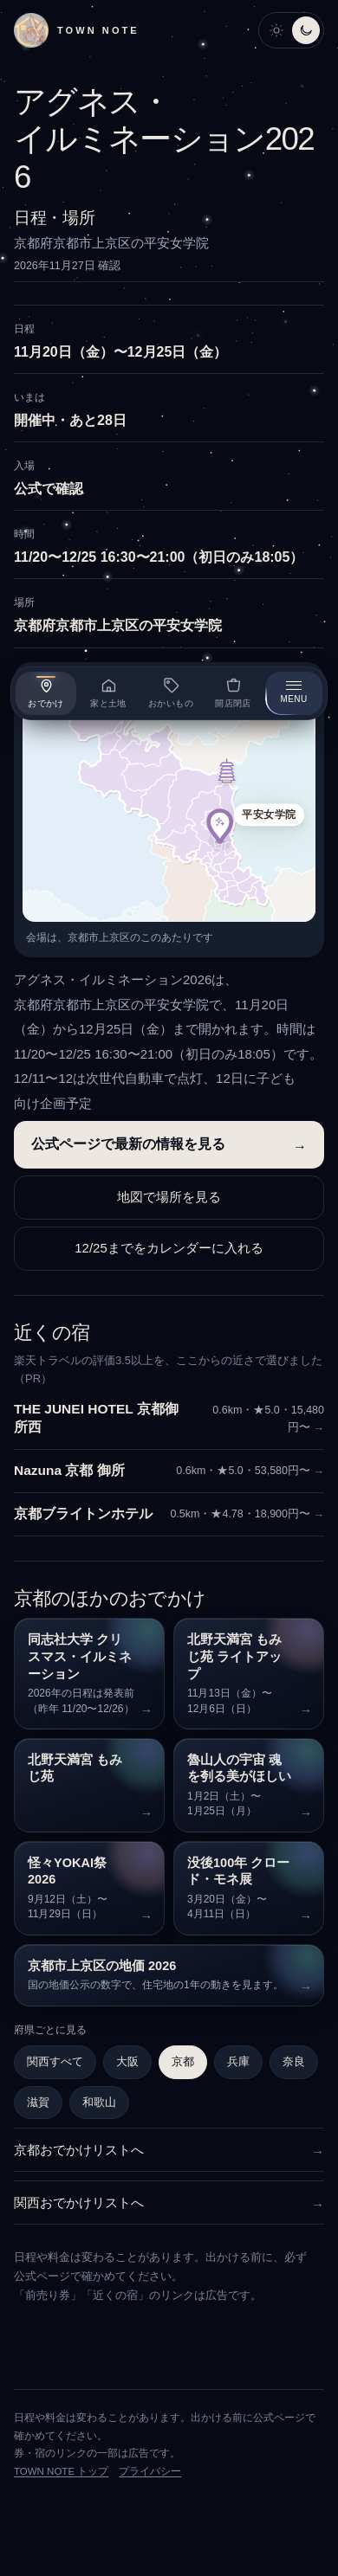 TOWN NOTE
アグネス・
イルミネーション202
6
日程・場所
京都府京都市上京区の平安女学院
2026年11月27日 確認
日程
11月20日（金）〜12月25日（金）
いまは
開催中・あと28日
入場
公式で確認
時間
11/20〜12/25 16:30〜21:00（初日のみ18:05）
場所
京都府京都市上京区の平安女学院
おでかけ
家と土地
おかいもの
開店閉店
MENU
平安女学院
会場は、京都市上京区のこのあたりです
アグネス・イルミネーション2026は、
京都府京都市上京区の平安女学院で、11月20日
（金）から12月25日（金）まで開かれます。時間は
11/20〜12/25 16:30〜21:00（初日のみ18:05）です。
12/11〜12は次世代自動車で点灯、12日に子ども
向け企画予定
公式ページで最新の情報を見る →
地図で場所を見る
12/25までをカレンダーに入れる
近くの宿
楽天トラベルの評価3.5以上を、ここからの近さで選びました
（PR）
THE JUNEI HOTEL 京都御
所西
0.6km・★5.0・15,480
円〜 →
Nazuna 京都 御所 0.6km・★5.0・53,580円〜 →
京都ブライトンホテル 0.5km・★4.78・18,900円〜 →
京都のほかのおでかけ
同志社大学 クリ
スマス・イルミネ
ーション
2026年の日程は発表前
（昨年 11/20〜12/26） →
北野天満宮 もみ
じ苑 ライトアッ
プ
11月13日（金）〜
12月6日（日） →
北野天満宮 もみ
じ苑
→
魯山人の宇宙 魂
を刳る美がほしい
1月2日（土）〜
1月25日（月） →
怪々YOKAI祭
2026
9月12日（土）〜
11月29日（日） →
没後100年 クロー
ド・モネ展
3月20日（金）〜
4月11日（日） →
京都市上京区の地価 2026
国の地価公示の数字で、住宅地の1年の動きを見ます。 →
府県ごとに見る
関西すべて 大阪 京都 兵庫 奈良
滋賀 和歌山
京都おでかけリストへ →
関西おでかけリストへ →
日程や料金は変わることがあります。出かける前に、必ず
公式ページで確かめてください。
「前売り券」「近くの宿」のリンクは広告です。
日程や料金は変わることがあります。出かける前に公式ページで
確かめてください。
券・宿のリンクの一部は広告です。
TOWN NOTE トップ プライバシー